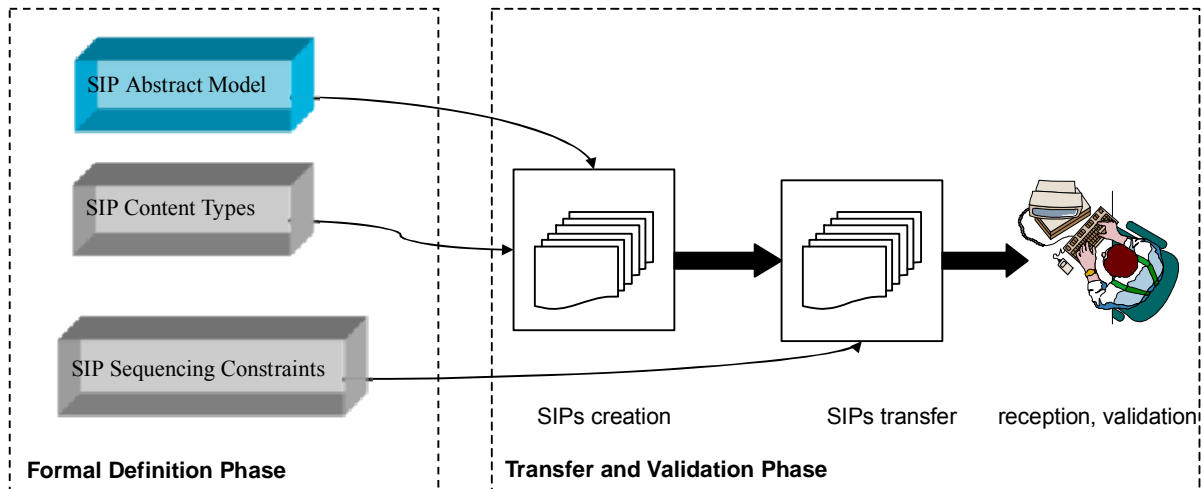 SIP Abstract Model
SIP Content Types
SIP Sequencing Constraints
SIPs creation
SIPs transfer
reception, validation
Formal Definition Phase
Transfer and Validation Phase